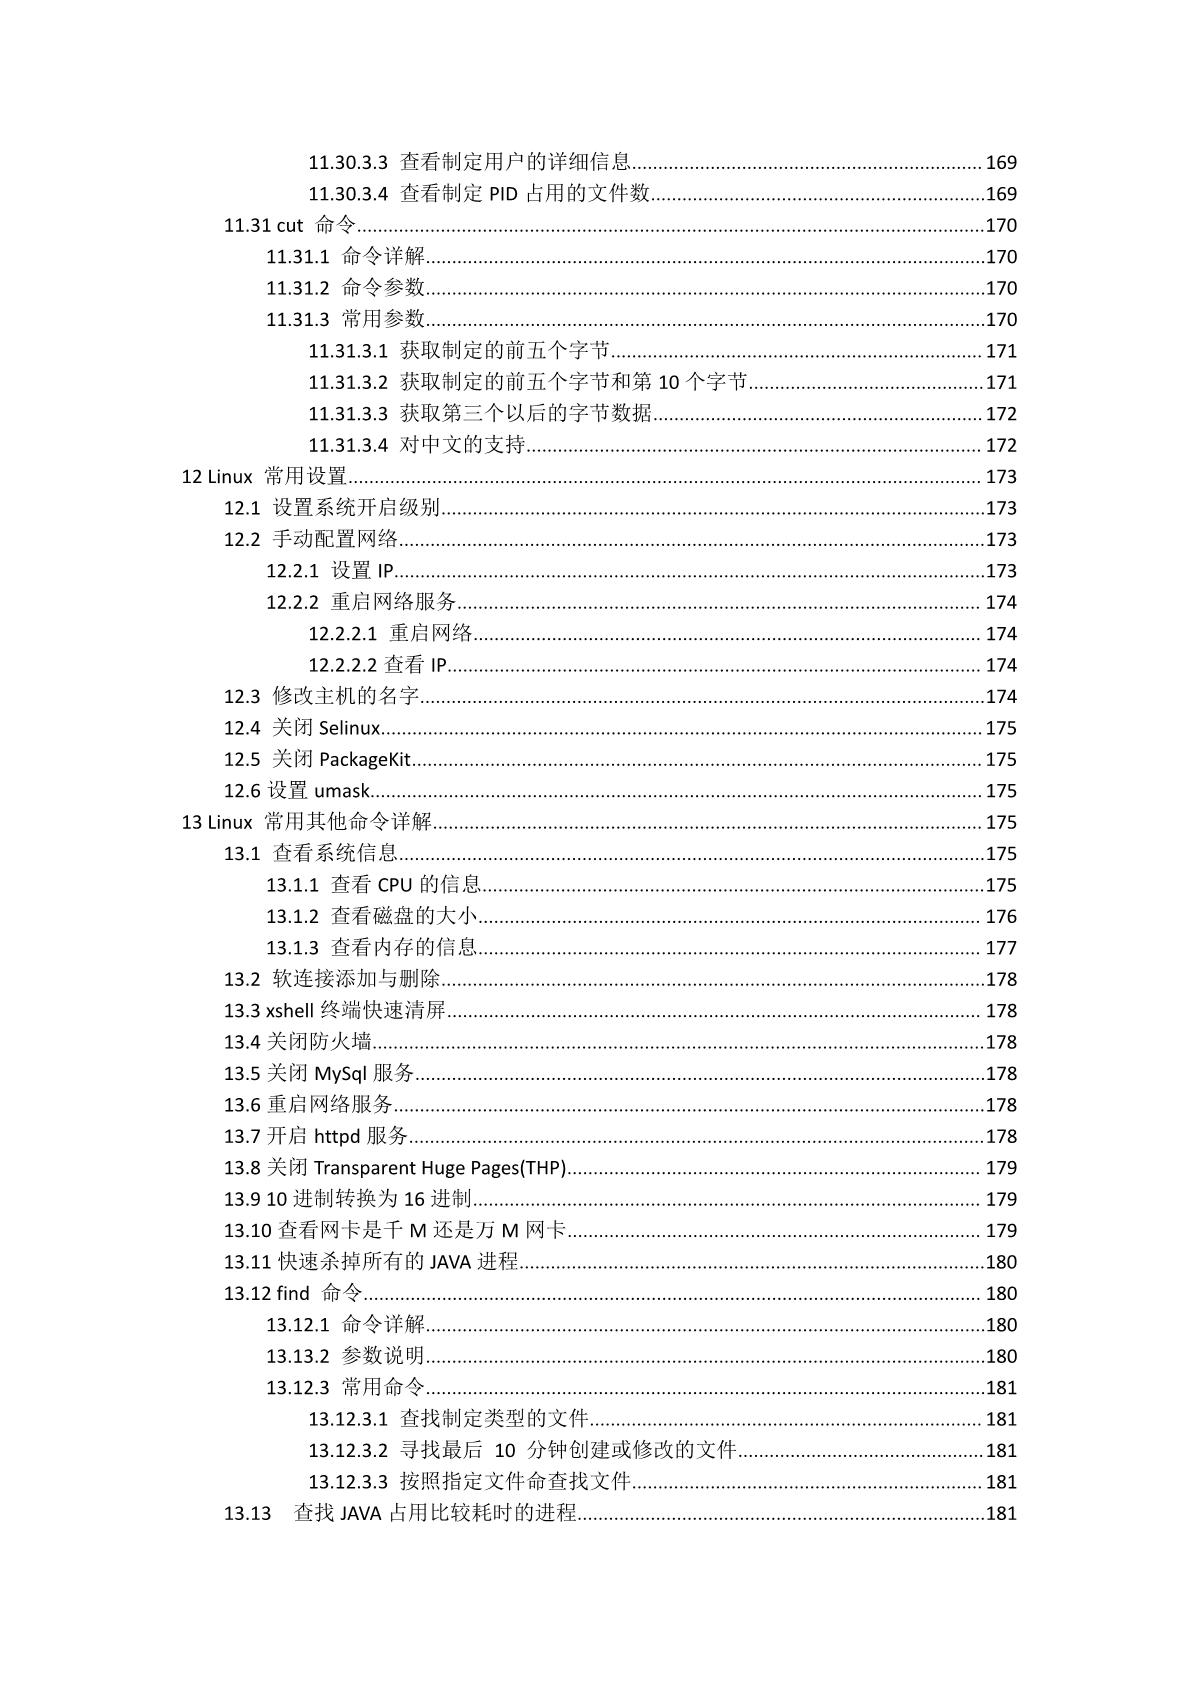 11.30.3.3 查看制定用户的详细信息.................................................................... 169
11.30.3.4 查看制定 PID 占用的文件数................................................................169
11.31 cut 命令........................................................................................................................170
11.31.1 命令详解...........................................................................................................170
11.31.2 命令参数...........................................................................................................170
11.31.3 常用参数...........................................................................................................170
11.31.3.1 获取制定的前五个字节....................................................................... 171
11.31.3.2 获取制定的前五个字节和第 10 个字节.............................................171
11.31.3.3 获取第三个以后的字节数据............................................................... 172
11.31.3.4 对中文的支持....................................................................................... 172
12 Linux 常用设置......................................................................................................................... 173
12.1 设置系统开启级别........................................................................................................173
12.2 手动配置网络................................................................................................................173
12.2.1 设置 IP.................................................................................................................173
12.2.2 重启网络服务.................................................................................................... 174
12.2.2.1 重启网络................................................................................................. 174
12.2.2.2 查看 IP...................................................................................................... 174
12.3 修改主机的名字............................................................................................................174
12.4 关闭 Selinux................................................................................................................... 175
12.5 关闭 PackageKit............................................................................................................. 175
12.6 设置 umask..................................................................................................................... 175
13 Linux 常用其他命令详解......................................................................................................... 175
13.1 查看系统信息................................................................................................................175
13.1.1 查看 CPU 的信息................................................................................................175
13.1.2 查看磁盘的大小................................................................................................ 176
13.1.3 查看内存的信息................................................................................................ 177
13.2 软连接添加与删除........................................................................................................178
13.3 xshell 终端快速清屏...................................................................................................... 178
13.4 关闭防火墙.....................................................................................................................178
13.5 关闭 MySql 服务.............................................................................................................178
13.6 重启网络服务.................................................................................................................178
13.7 开启 httpd 服务..............................................................................................................178
13.8 关闭 Transparent Huge Pages(THP)............................................................................... 179
13.9 10 进制转换为 16 进制................................................................................................. 179
13.10 查看网卡是千 M 还是万 M 网卡............................................................................... 179
13.11 快速杀掉所有的 JAVA 进程.........................................................................................180
13.12 find 命令...................................................................................................................... 180
13.12.1 命令详解...........................................................................................................180
13.13.2 参数说明...........................................................................................................180
13.12.3 常用命令...........................................................................................................181
13.12.3.1 查找制定类型的文件........................................................................... 181
13.12.3.2 寻找最后 10 分钟创建或修改的文件...............................................181
13.12.3.3 按照指定文件命查找文件................................................................... 181
13.13 查找 JAVA 占用比较耗时的进程..............................................................................181